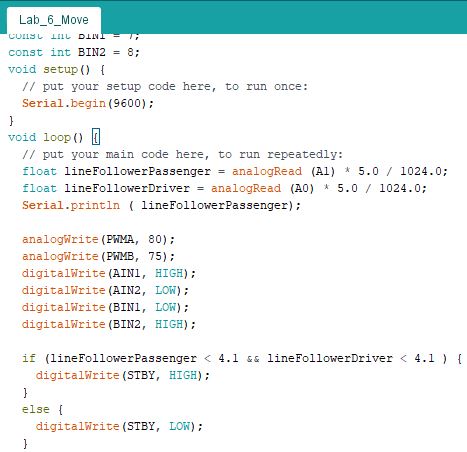 Lab_6_Move
const int BIN1 = 7;
const int BIN2 = 8;
void setup() {
  // put your setup code here, to run once:
  Serial.begin(9600);
}
void loop() {
  // put your main code here, to run repeatedly:
  float lineFollowerPassenger = analogRead (A1) * 5.0 / 1024.0;
  float lineFollowerDriver = analogRead (A0) * 5.0 / 1024.0;
  Serial.println ( lineFollowerPassenger);

  analogWrite(PWMA, 80);
  analogWrite(PWMB, 75);
  digitalWrite(AIN1, HIGH);
  digitalWrite(AIN2, LOW);
  digitalWrite(BIN1, LOW);
  digitalWrite(BIN2, HIGH);

  if (lineFollowerPassenger < 4.1 && lineFollowerDriver < 4.1 ) {
    digitalWrite(STBY, HIGH);
  }
  else {
    digitalWrite(STBY, LOW);
  }